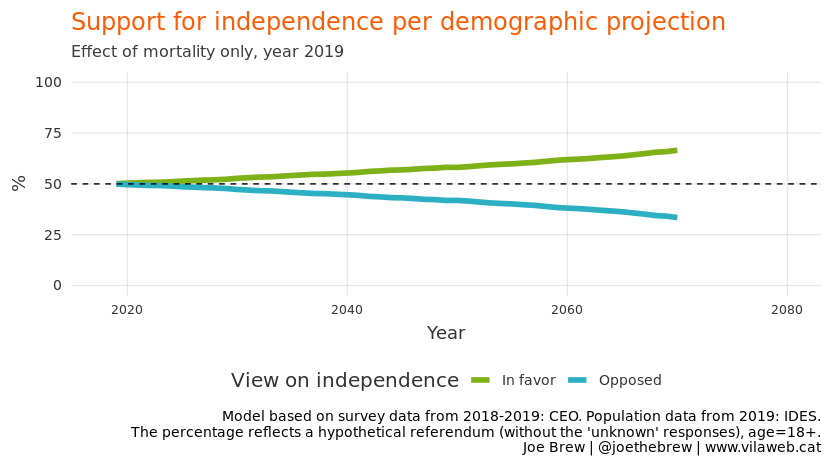 Support for independence per demographic projection
Effect of mortality only, year 2019
100
75
50
25
0
%
2020 2040 2060 2080
Year
View on independence In favor Opposed
Model based on survey data from 2018-2019: CEO. Population data from 2019: IDES.
The percentage reflects a hypothetical referendum (without the 'unknown' responses), age=18+.
Joe Brew | @joethebrew | www.vilaweb.cat